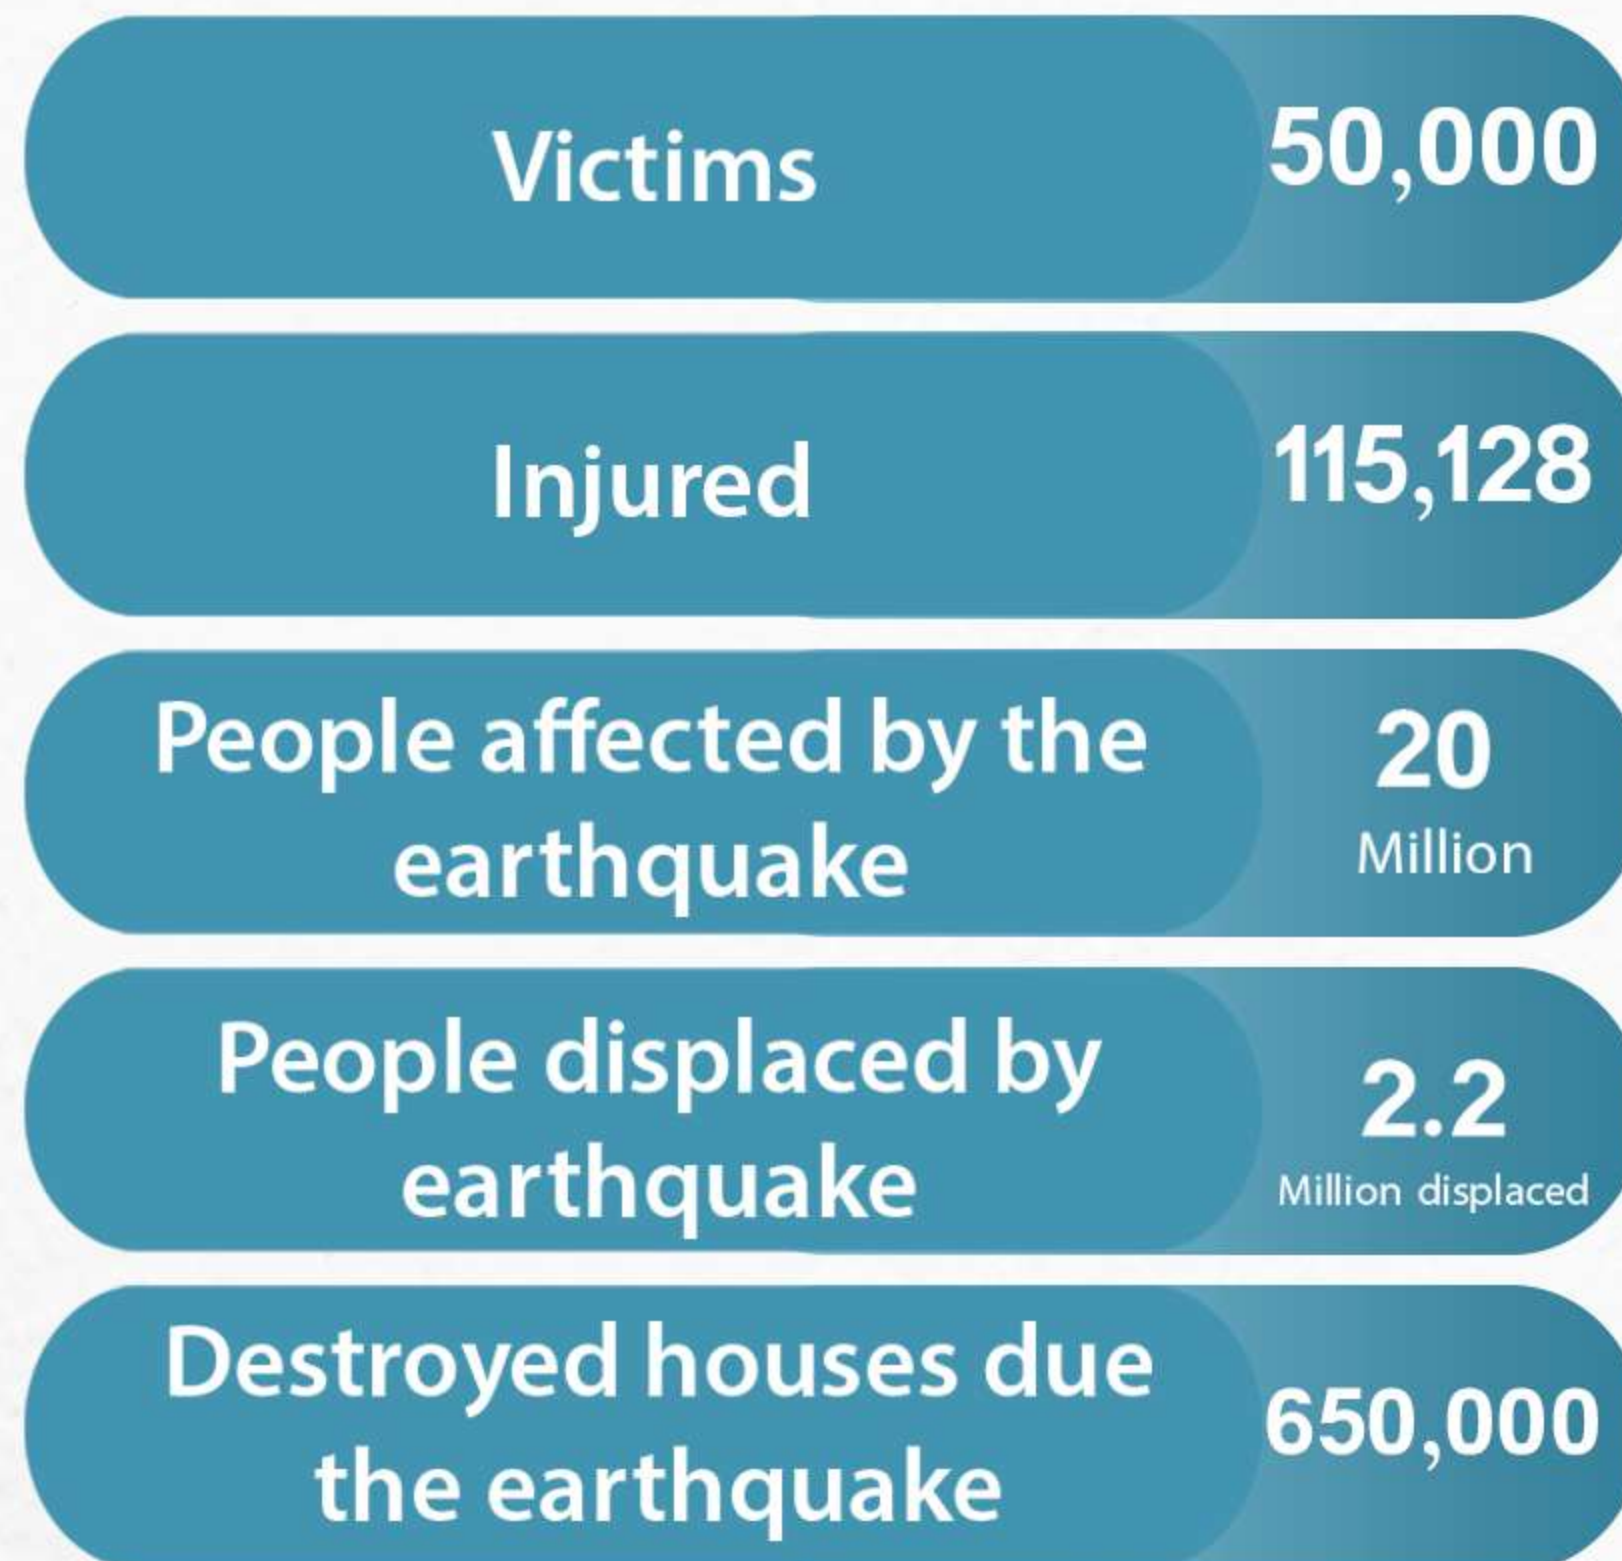 Victims
50,000
Injured
115,128
People affected by the
earthquake
20
Million
People displaced by
earthquake
2.2
Million displaced
Destroyed houses due
the earthquake
650,000